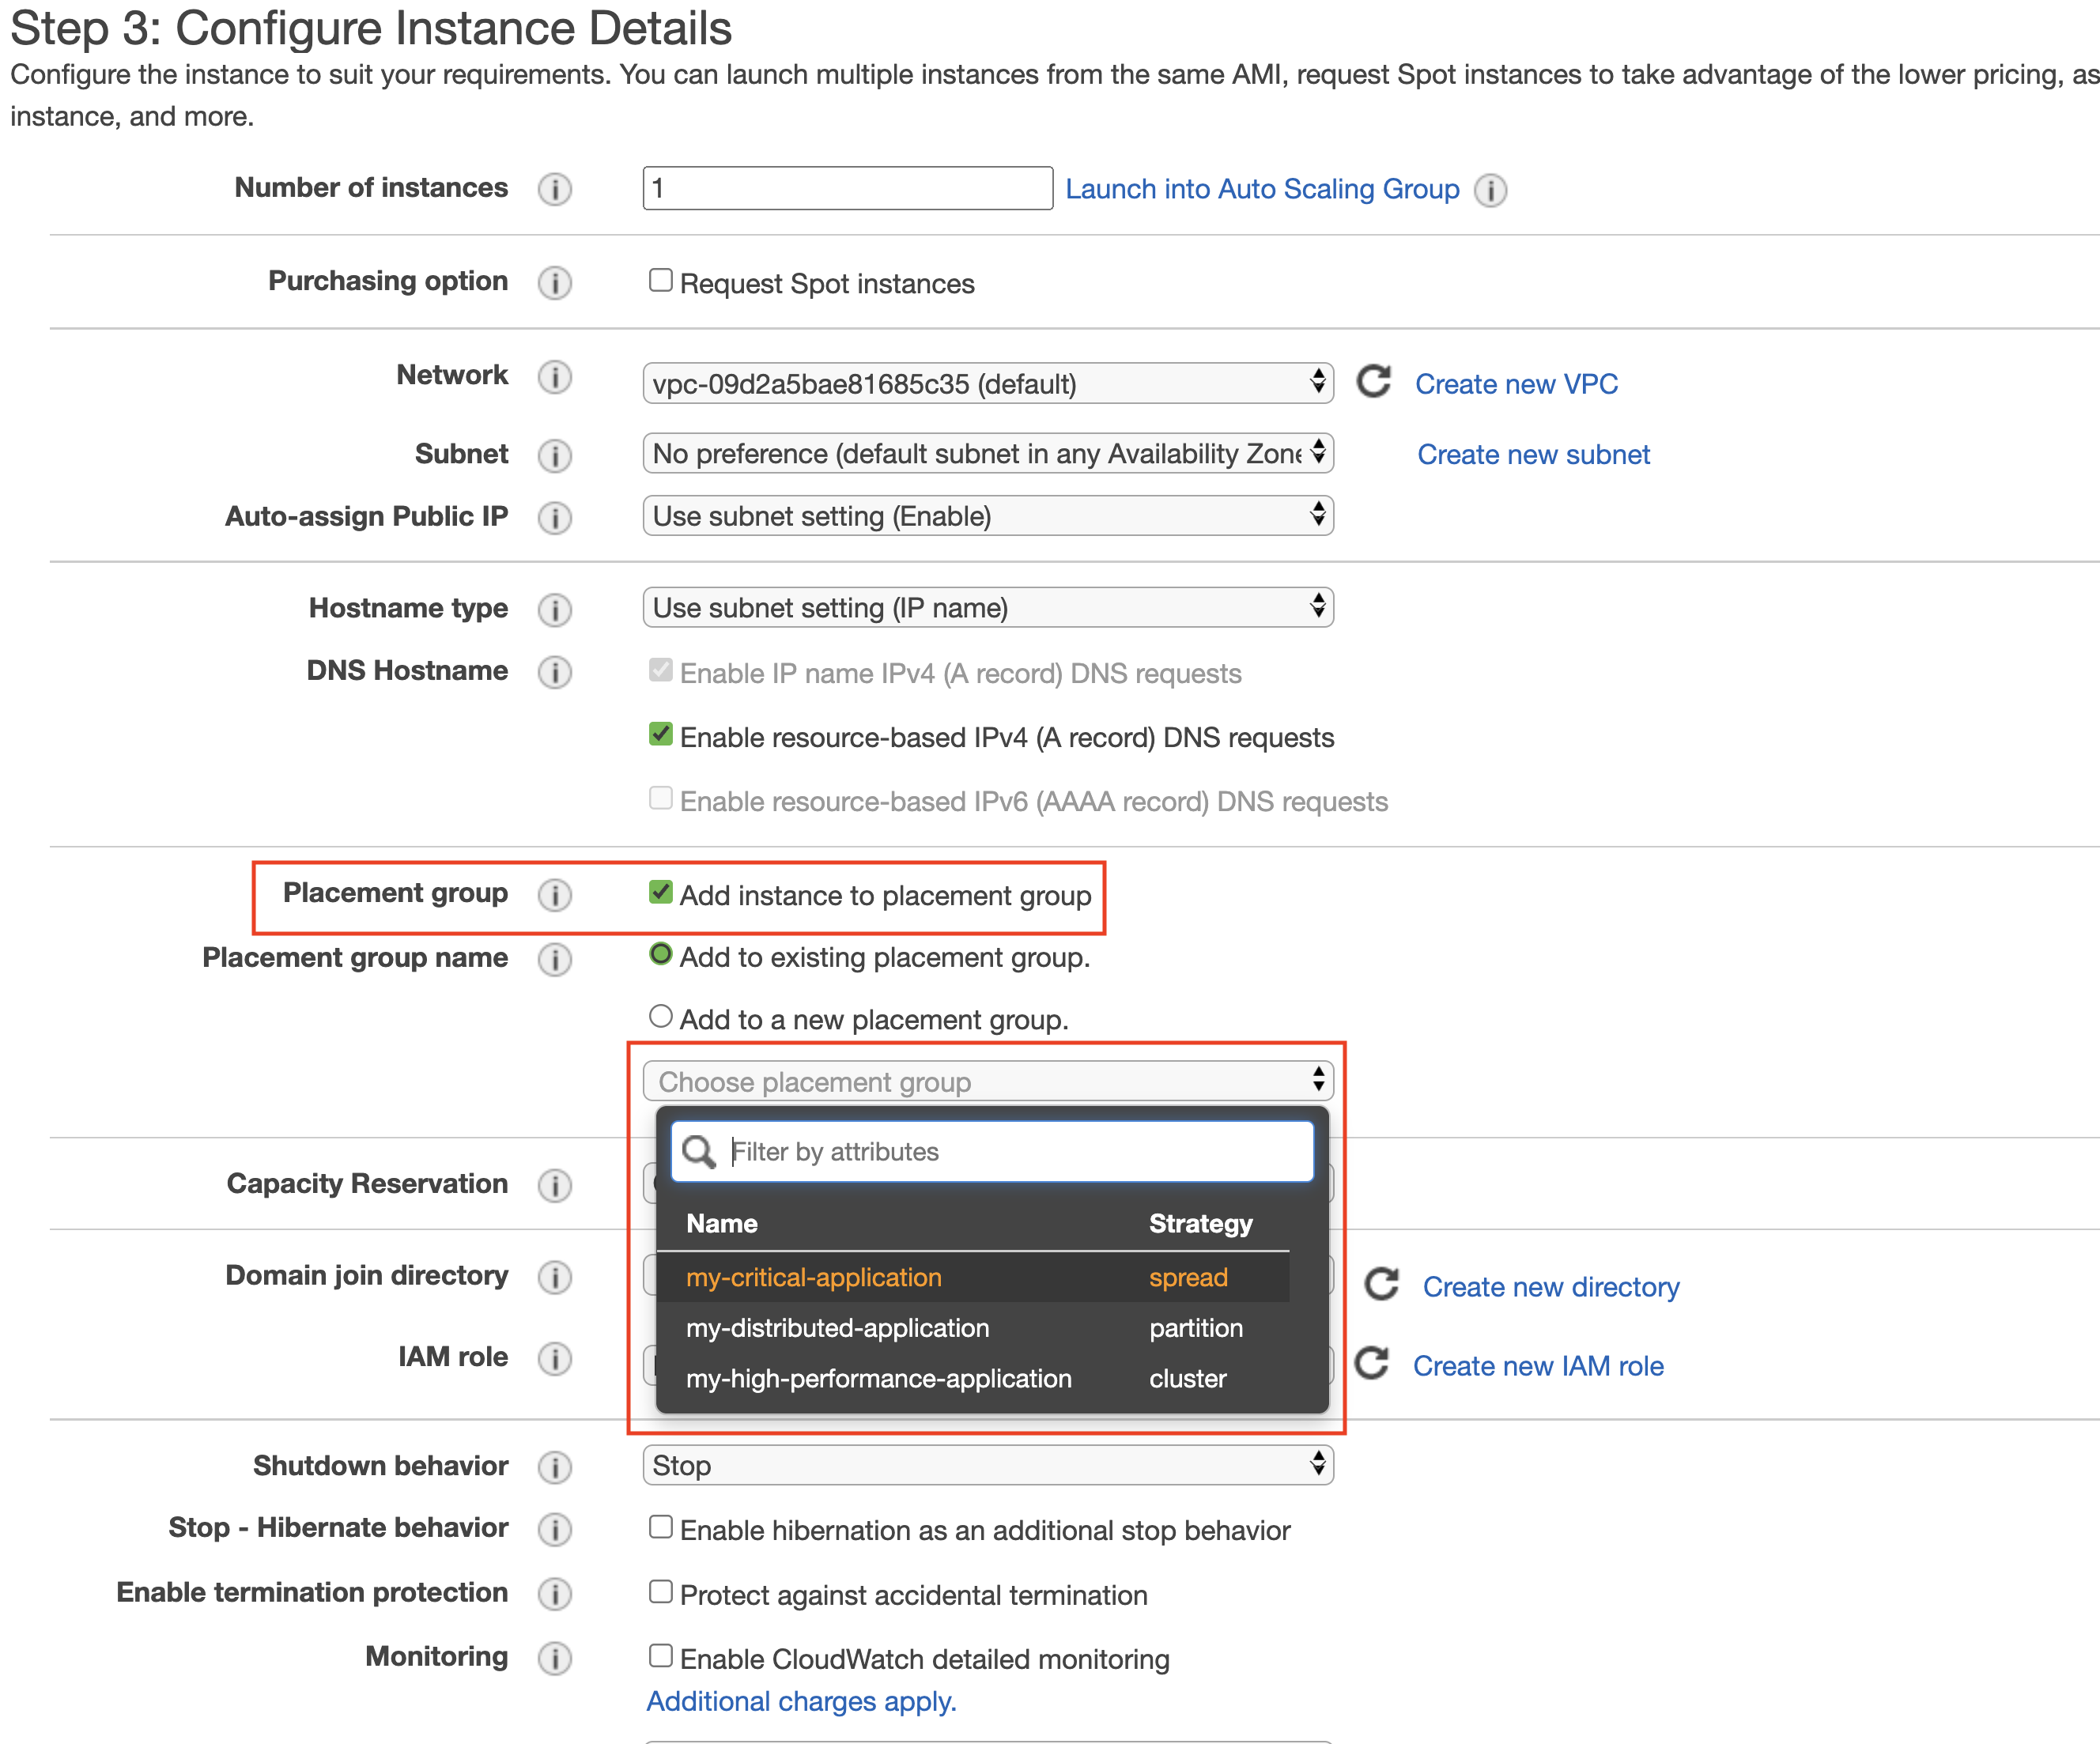 Step 3: Configure Instance Details
Configure the instance to suit your requirements. You can launch multiple instances from the same AMI, request Spot instances to take advantage of the lower pricing, as
instance, and more.
Number of instances 1 Launch into Auto Scaling Group
Purchasing option Request Spot instances
Network vpc-09d2a5bae81685c35 (default) Create new VPC
Subnet No preference (default subnet in any Availability Zone Create new subnet
Auto-assign Public IP Use subnet setting (Enable)
Hostname type Use subnet setting (IP name)
DNS Hostname Enable IP name IPv4 (A record) DNS requests
Enable resource-based IPv4 (A record) DNS requests
Enable resource-based IPv6 (AAAA record) DNS requests
Placement group Add instance to placement group
Placement group name Add to existing placement group.
Add to a new placement group.
Choose placement group
Filter by attributes
Capacity Reservation
Name Strategy
Domain join directory my-critical-application spread Create new directory
my-distributed-application partition
IAM role my-high-performance-application cluster Create new IAM role
Shutdown behavior Stop
Stop - Hibernate behavior Enable hibernation as an additional stop behavior
Enable termination protection Protect against accidental termination
Monitoring Enable CloudWatch detailed monitoring
Additional charges apply.